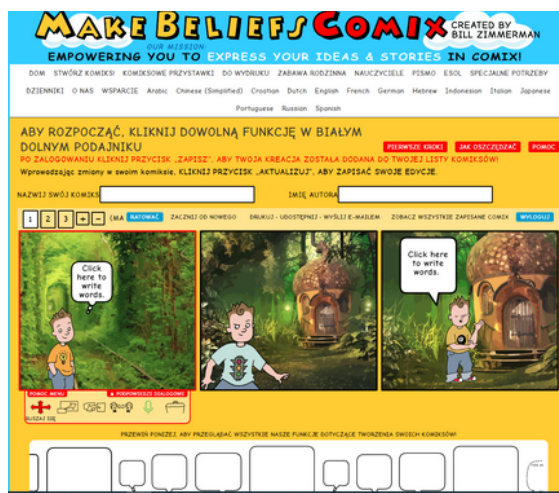 MAKE BELIEFS COMIX CREATED BY
BILL ZIMMERMAN
OUR MISSION:
EMPOWERING YOU TO EXPRESS YOUR IDEAS & STORIES IN COMIX!
DOM STWÓRZ KOMIKS! KOMIKSOWE PRZYSTAWKI DO WYDRUKU ZABAWA RODZINNA NAUCZYCIELE PISMO ESOL SPECJALNE POTRZEBY
DZIENNIKI O NAS WSPARCIE Arabic Chinese (Simplified) Croatian Dutch English French German Hebrew Indonesian Italian Japanese
Portuguese Russian Spanish
ABY ROZPOCZĄĆ, KLIKNIJ DOWOLNĄ FUNKCJĘ W BIAŁYM
DOLNYM PODAJNIKU
PIERWSZE KROKI JAK OSZCZĘDZAĆ POMOC
PO ZALOGOWANIU KLIKNIJ PRZYCISK „ZAPISZ”, ABY TWOJA KREACJA ZOSTAŁA DODANA DO TWOJEJ LISTY KOMIKSÓW!
Wprowadzając zmiany w swoim komiksie, KLIKNIJ PRZYCISK „AKTUALIZUJ”, ABY ZAPISAĆ SWOJE EDYCJE.
NAZWIJ SWÓJ KOMIKS IMIĘ AUTORA
1 2 3 + - (MA RATOWAĆ ZACZNIJ OD NOWEGO DRUKUJ - UDOSTĘPNIJ - WYŚLIJ E-MAILEM ZOBACZ WSZYSTKIE ZAPISANE COMIX WYLOGUJ
Click
here to
write
words.
Click here
to write
words.
POMOC MENU PODPOWIEDZI DIALOGOWE
RUSZAJ SIĘ
PRZEWIŃ PONIŻEJ, ABY PRZEGLĄDAĆ WSZYSTKIE NASZE FUNKCJE DOTYCZĄCE TWORZENIA SWOICH KOMIKSÓW!